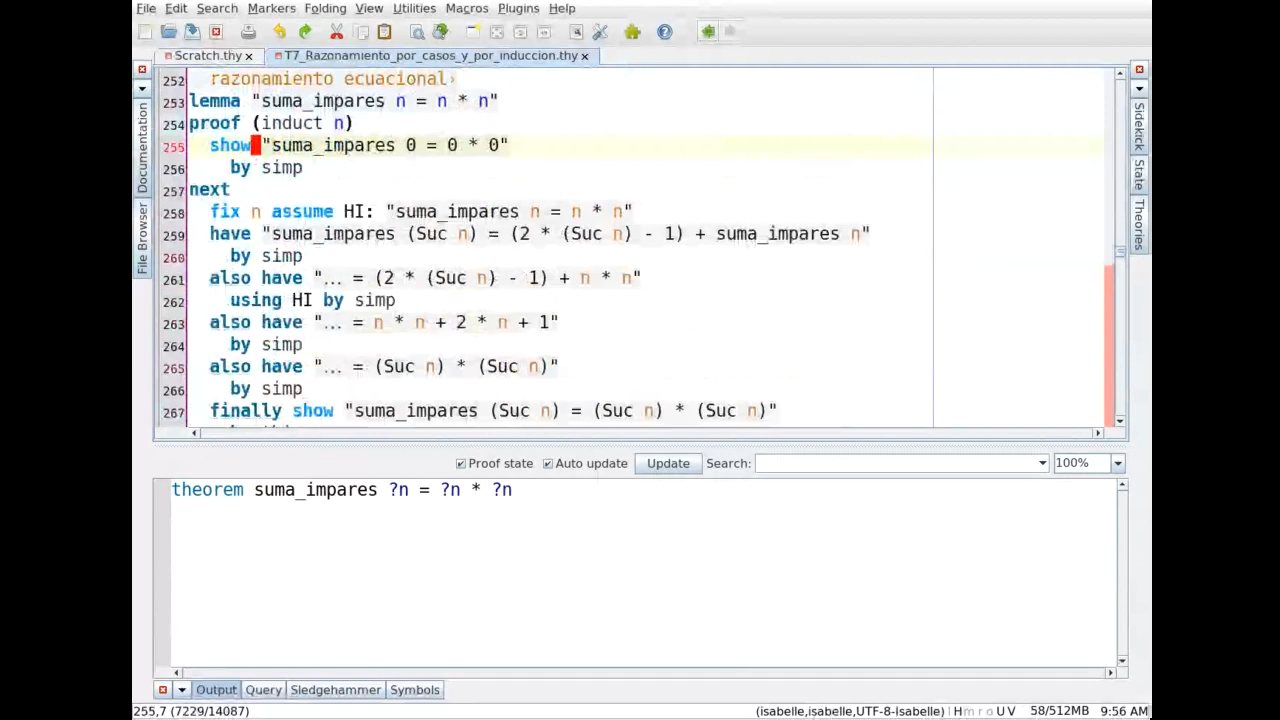 File Edit Search Markers Folding View Utilities Macros Plugins Help
Scratch.thy T7_Razonamiento_por_casos_y_por_induccion.thy
252 razonamiento ecuacional›
253 lemma "suma_impares n = n * n"
254 proof (induct n)
255 show "suma_impares 0 = 0 * 0"
256 by simp
257 next
258 fix n assume HI: "suma_impares n = n * n"
259 have "suma_impares (Suc n) = (2 * (Suc n) - 1) + suma_impares n"
260 by simp
261 also have "... = (2 * (Suc n) - 1) + n * n"
262 using HI by simp
263 also have "... = n * n + 2 * n + 1"
264 by simp
265 also have "... = (Suc n) * (Suc n)"
266 by simp
267 finally show "suma_impares (Suc n) = (Suc n) * (Suc n)"
Documentation
File Browser
Sidekick
State
Theories
Proof state Auto update Update Search: 100%
theorem suma_impares ?n = ?n * ?n
Output Query Sledgehammer Symbols
255,7 (7229/14087) (isabelle,isabelle,UTF-8-Isabelle) H m r o U V 58/512MB 9:56 AM